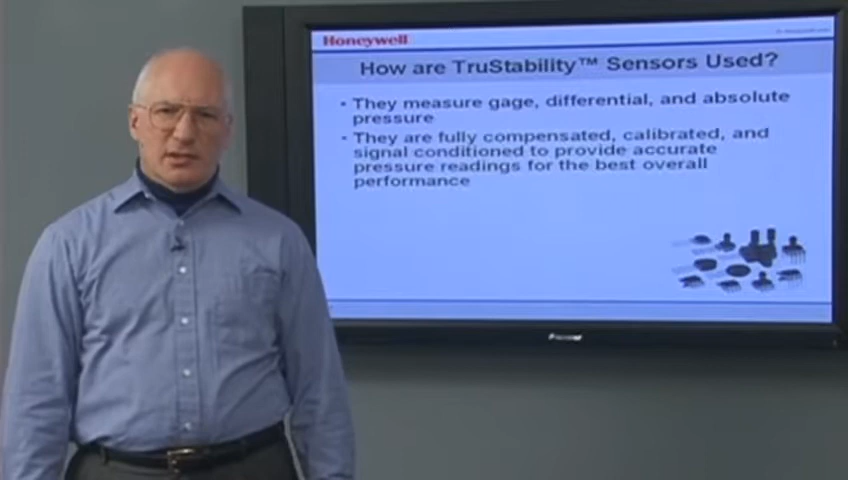 Honeywell
How are TruStability™ Sensors Used?
• They measure gage, differential, and absolute
pressure
• They are fully compensated, calibrated, and
signal conditioned to provide accurate
pressure readings for the best overall
performance